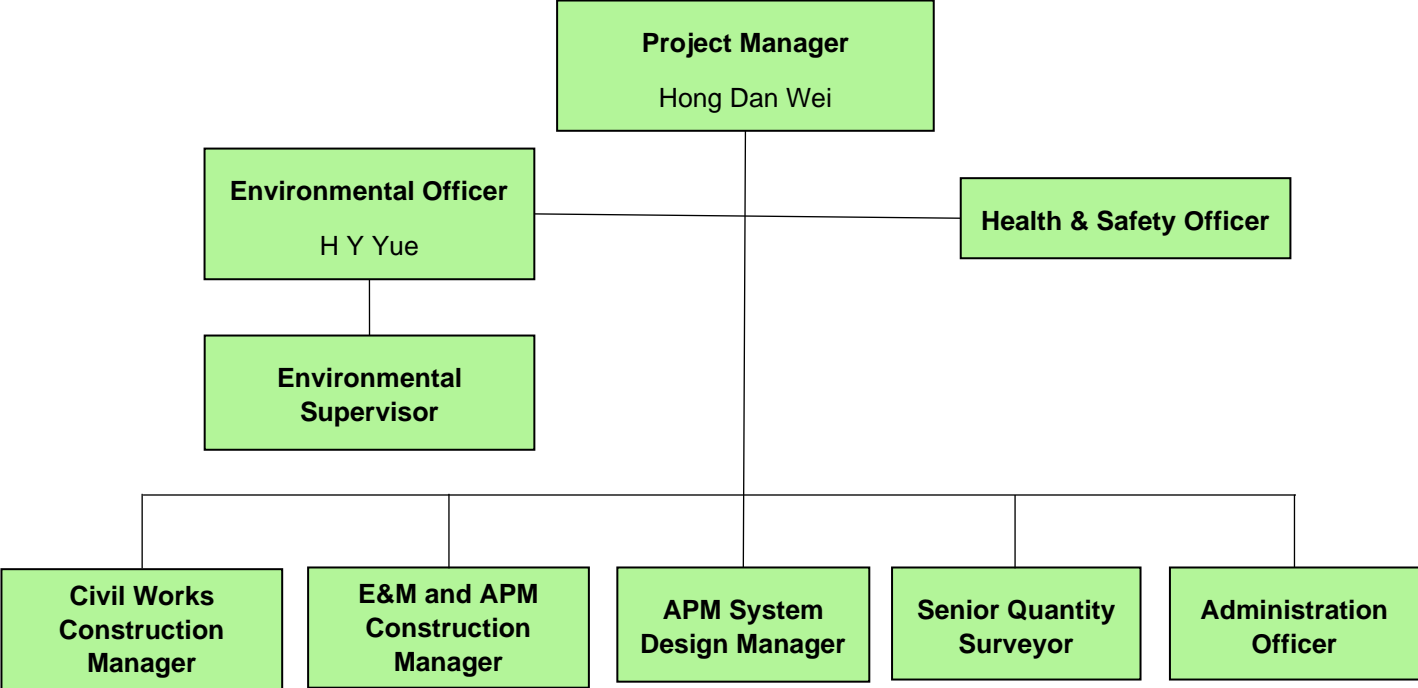 Project Manager
Hong Dan Wei
Environmental Officer
H Y Yue
Health & Safety Officer
Environmental
Supervisor
Civil Works
Construction
Manager
E&M and APM
Construction
Manager
APM System
Design Manager
Senior Quantity
Surveyor
Administration
Officer